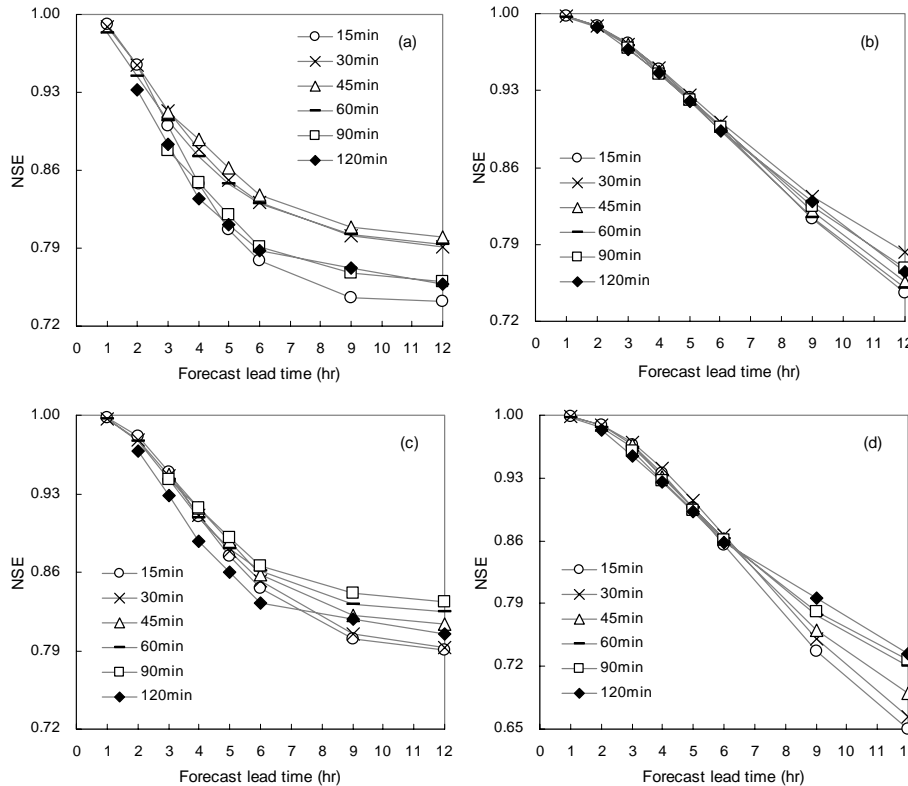 1.00
0.93
0.86
0.79
0.72
NSE
0 1 2 3 4 5 6 7 8 9 10 11 12
Forecast lead time (hr)
(a)
15min
30min
45min
60min
90min
120min
1.00
0.93
0.86
0.79
0.72
NSE
0 1 2 3 4 5 6 7 8 9 10 11 12
Forecast lead time (hr)
(b)
15min
30min
45min
60min
90min
120min
1.00
0.93
0.86
0.79
0.72
NSE
0 1 2 3 4 5 6 7 8 9 10 11 12
Forecast lead time (hr)
(c)
15min
30min
45min
60min
90min
120min
1.00
0.93
0.86
0.79
0.72
0.65
NSE
0 1 2 3 4 5 6 7 8 9 10 11 12
Forecast lead time (hr)
(d)
15min
30min
45min
60min
90min
120min